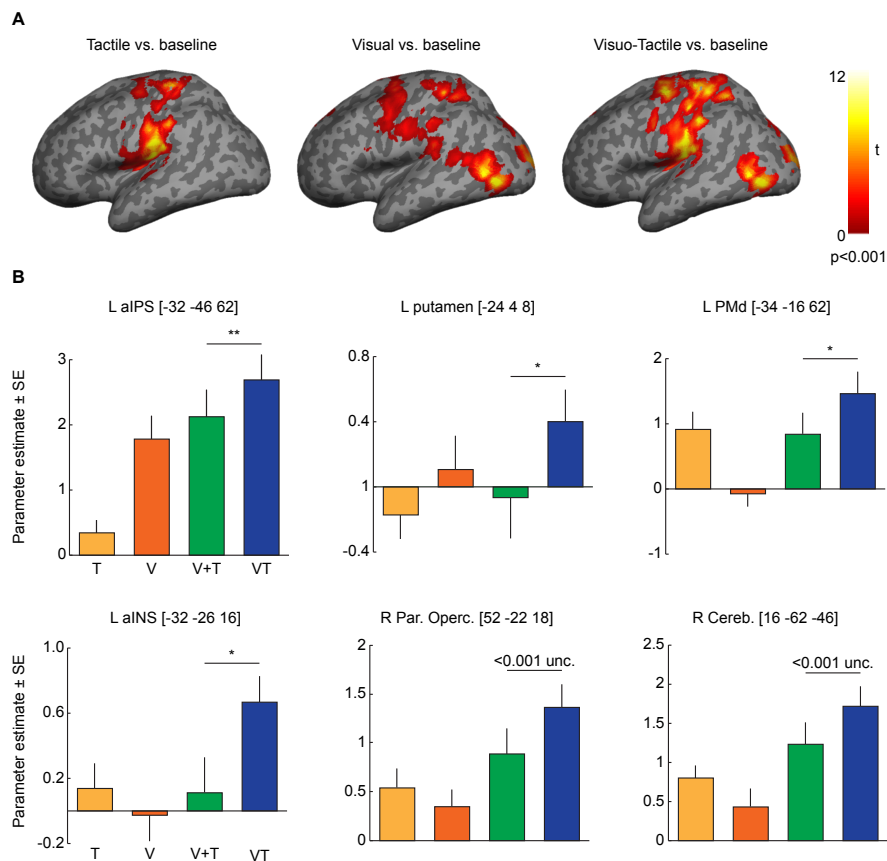 A
Tactile vs. baseline
Visual vs. baseline
Visuo-Tactile vs. baseline
12
t
0
p<0.001
B
L aIPS [-32 -46 62]
L putamen [-24 4 8]
L PMd [-34 -16 62]
Parameter estimate ± SE
3
2
1
0
**
T
V
V+T
VT
0.8
0.4
1
-0.4
*
2
1
0
-1
*
L aINS [-32 -26 16]
R Par. Operc. [52 -22 18]
R Cereb. [16 -62 -46]
Parameter estimate ± SE
1.0
0.6
0.2
-0.2
*
T
V
V+T
VT
2
1.5
1
0.5
0
<0.001 unc.
2.5
2
1.5
1
0.5
0
<0.001 unc.